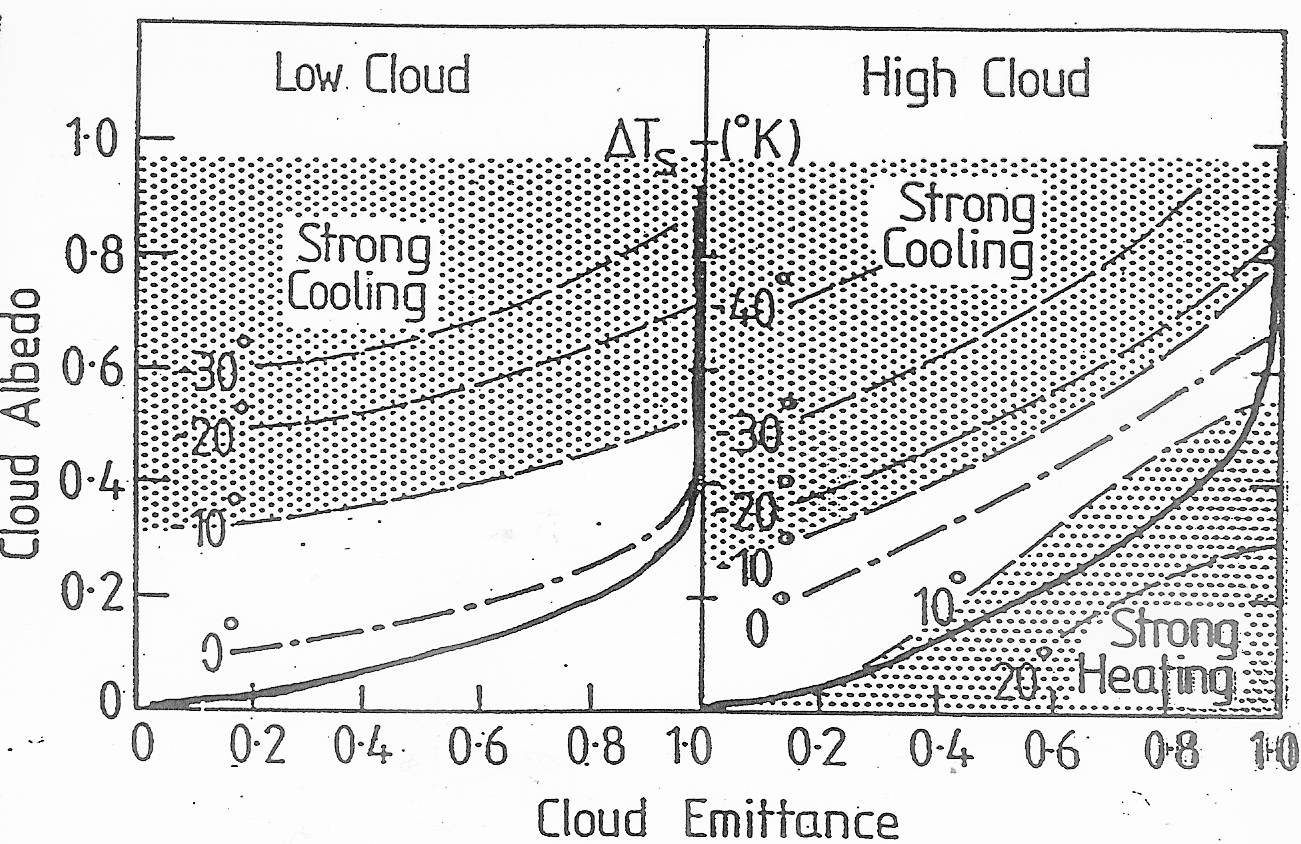 Low Cloud
High Cloud
ΔTs (°K)
Strong
Cooling
Strong
Cooling
Strong
Heating
-30°
-20°
-10°
0°
-40°
-30°
-20°
-10°
0°
10°
20°
1·0
0·8
0·6
0·4
0·2
0
Cloud Albedo
0 0·2 0·4 0·6 0·8 1·0 0·2 0·4 0·6 0·8 1·0
Cloud Emittance